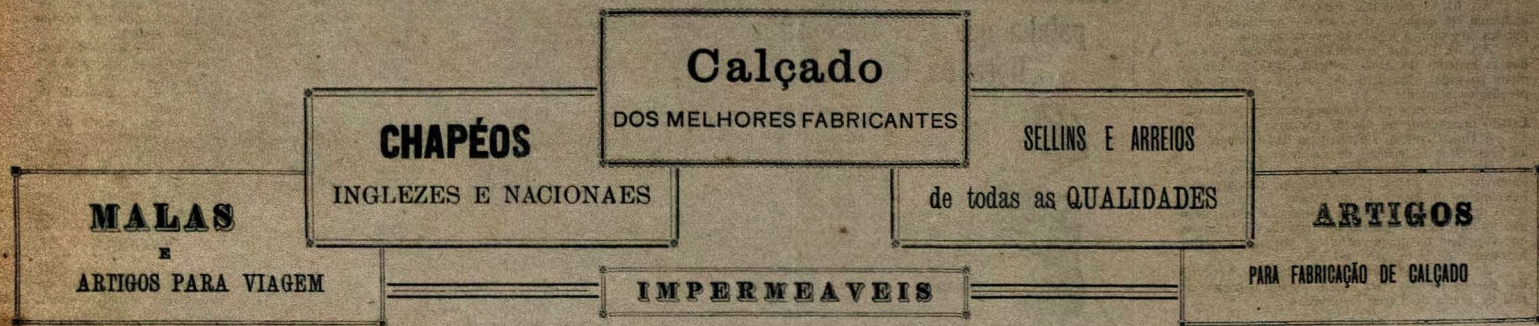 Calçado
DOS MELHORES FABRICANTES
CHAPÉOS
INGLEZES E NACIONAES
SELLINS E ARREIOS
de todas as QUALIDADES
MALAS
E
ARTIGOS PARA VIAGEM
ARTIGOS
PARA FABRICAÇÃO DE CALÇADO
IMPERMEAVEIS